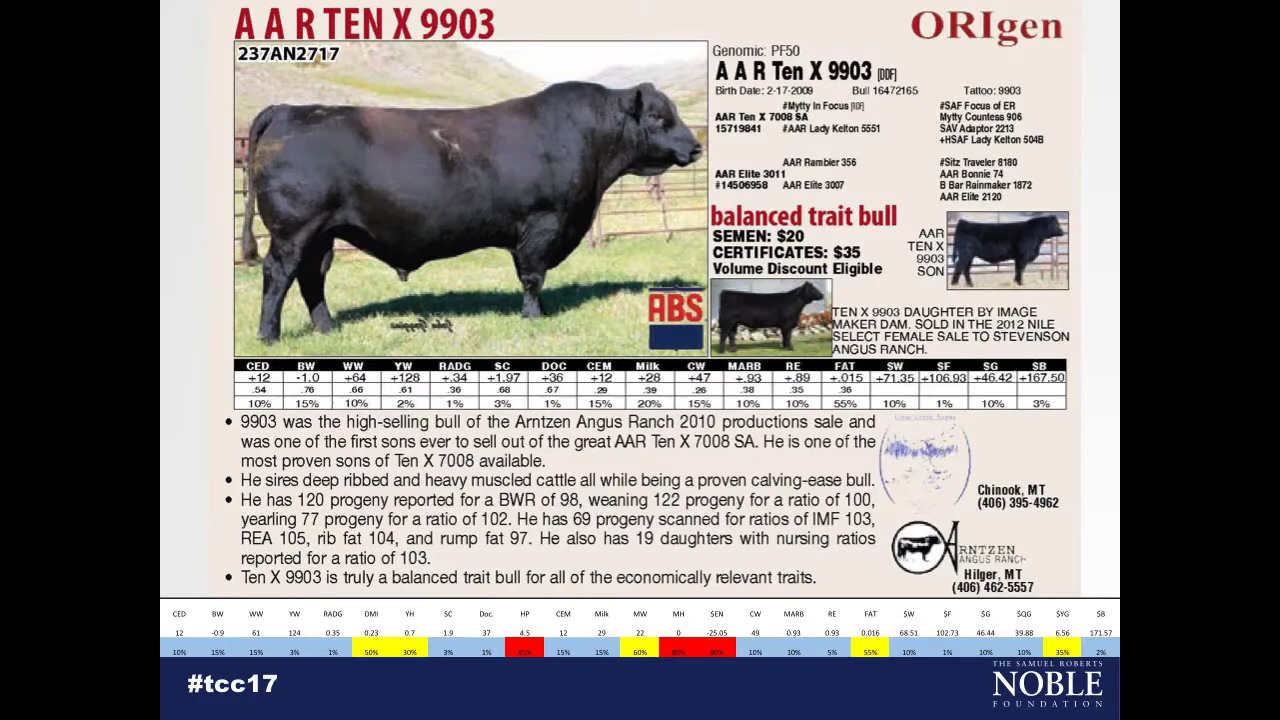 A A R TEN X 9903
ORIgen
237AN2717
Genomic: PF50
A A R Ten X 9903 [DDF]
Birth Date: 2-17-2009 Bull 16472165 Tattoo: 9903
#Mytty In Focus [RDF]
AAR Ten X 7008 SA
15719841 #AAR Lady Kelton 5551
#SAF Focus of ER
Mytty Countess 906
SAV Adaptor 2213
+HSAF Lady Kelton 504B
AAR Rambler 356
AAR Elite 3011
#14506958 AAR Elite 3007
#Sitz Traveler 8180
AAR Bonnie 74
B Bar Rainmaker 1872
AAR Elite 2120
balanced trait bull
SEMEN: $20
CERTIFICATES: $35
Volume Discount Eligible
AAR
TEN X
9903
SON
ABS
TEN X 9903 DAUGHTER BY IMAGE
MAKER DAM. SOLD IN THE 2012 NILE
SELECT FEMALE SALE TO STEVENSON
ANGUS RANCH.
CED BW WW YW RADG SC DOC CEM Milk CW MARB RE FAT $W $F $G $B
+12 -1.0 +64 +128 +.34 +1.97 +36 +12 +28 +47 +.93 +.89 +.015 +71.35 +106.93 +46.42 +167.50
.54 .76 .66 .61 .36 .68 .67 .29 .39 .26 .38 .35 .36
10% 15% 10% 2% 1% 3% 1% 15% 20% 15% 10% 10% 55% 10% 1% 10% 3%
• 9903 was the high-selling bull of the Arntzen Angus Ranch 2010 productions sale and
was one of the first sons ever to sell out of the great AAR Ten X 7008 SA. He is one of the
most proven sons of Ten X 7008 available.
• He sires deep ribbed and heavy muscled cattle all while being a proven calving-ease bull.
• He has 120 progeny reported for a BWR of 98, weaning 122 progeny for a ratio of 100,
yearling 77 progeny for a ratio of 102. He has 69 progeny scanned for ratios of IMF 103,
REA 105, rib fat 104, and rump fat 97. He also has 19 daughters with nursing ratios
reported for a ratio of 103.
• Ten X 9903 is truly a balanced trait bull for all of the economically relevant traits.
Chinook, MT
(406) 395-4962
ARNTZEN
ANGUS RANCH
Hilger, MT
(406) 462-5557
CED BW WW YW RADG DMI YH SC Doc. HP CEM Milk MW MH $EN CW MARB RE FAT $W $F $G $QG $YG $B
12 -0.9 61 124 0.35 0.23 0.7 1.9 37 4.5 12 29 22 0 -25.05 49 0.93 0.93 0.016 68.51 102.73 46.44 39.88 6.56 171.57
10% 15% 15% 3% 1% 50% 30% 3% 1% 85% 15% 15% 60% 10% 10% 5% 55% 10% 1% 10% 10% 35% 2%
#tcc17
THE SAMUEL ROBERTS
NOBLE
FOUNDATION